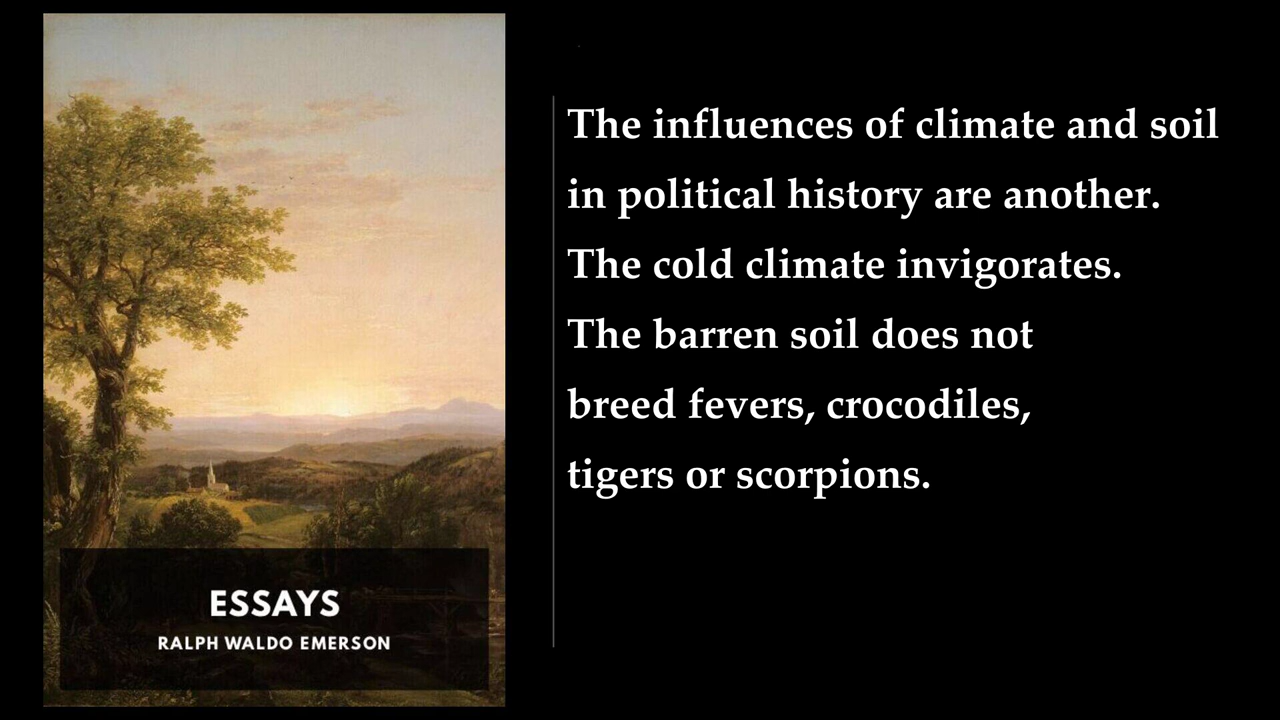 ESSAYS
RALPH WALDO EMERSON
The influences of climate and soil
in political history are another.
The cold climate invigorates.
The barren soil does not
breed fevers, crocodiles,
tigers or scorpions.